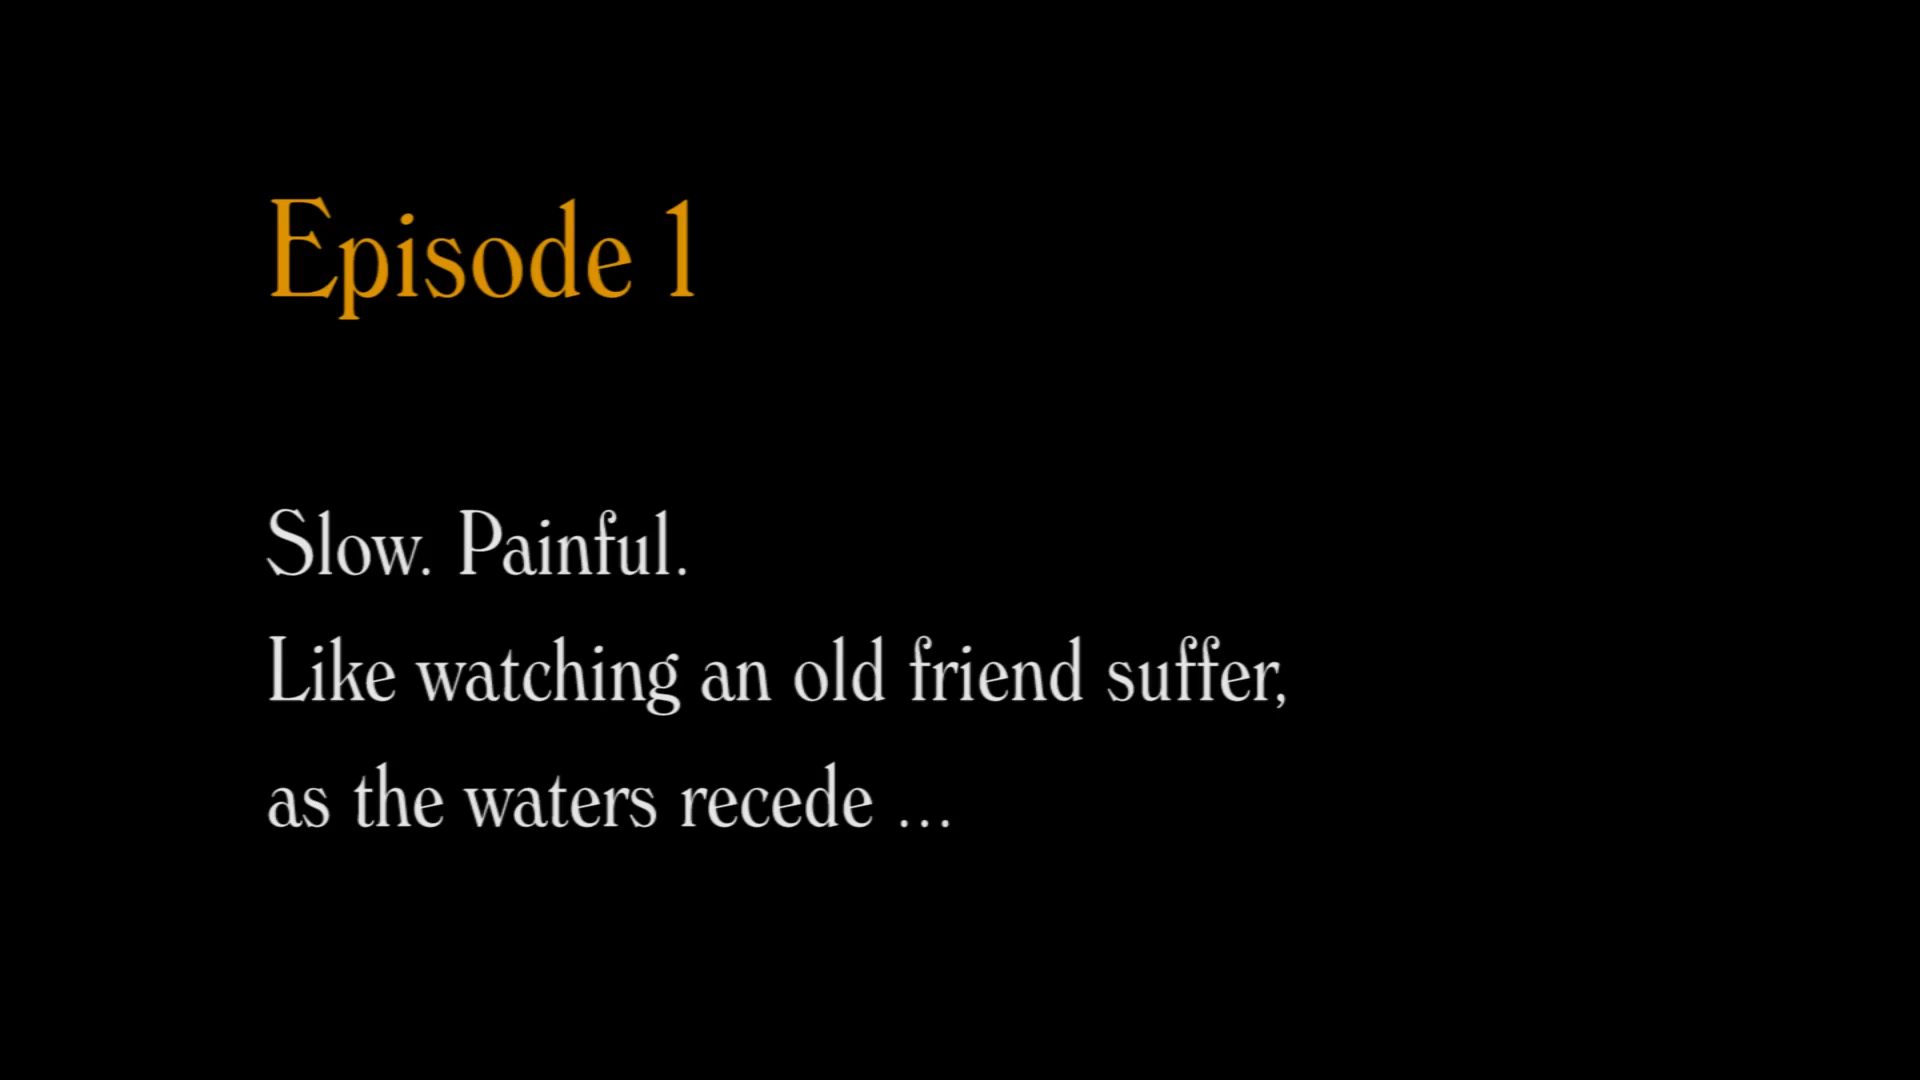 Episode 1
Slow. Painful.
Like watching an old friend suffer,
as the waters recede ...